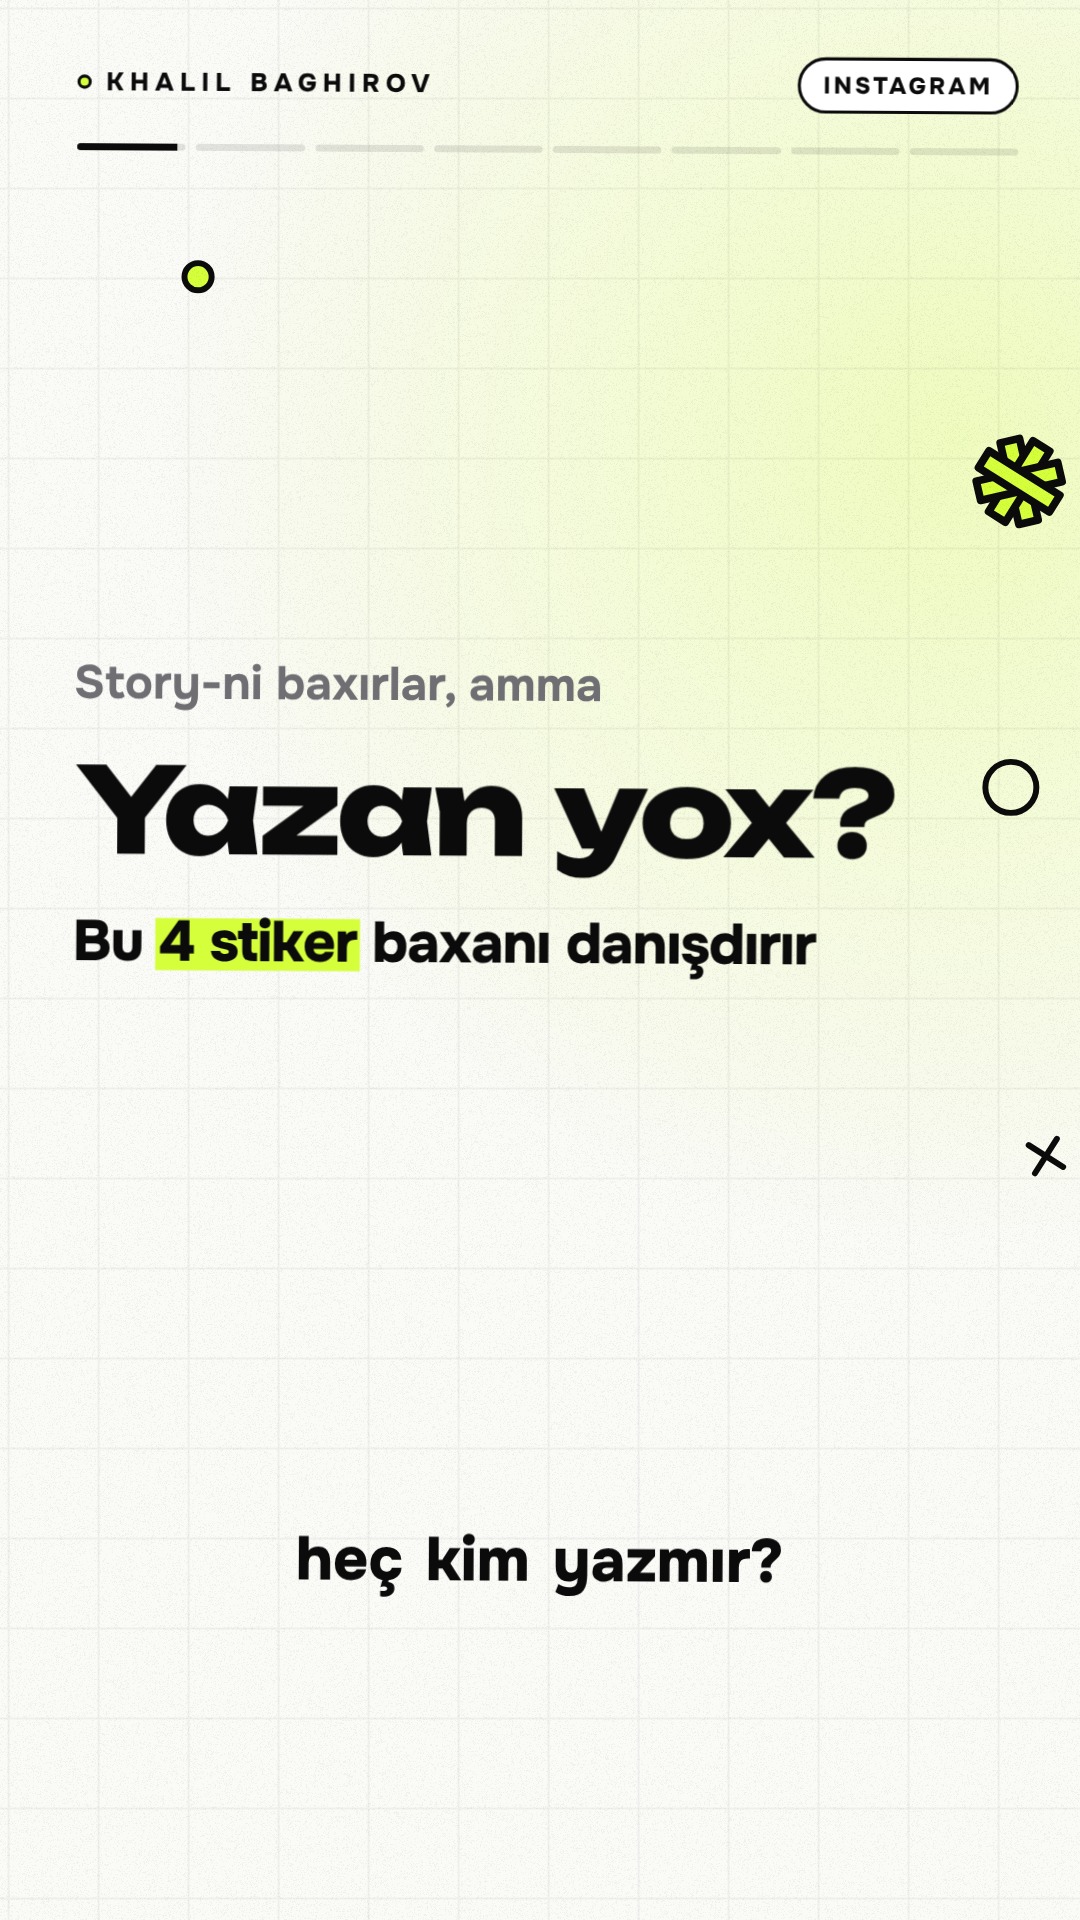 KHALIL BAGHIROV
INSTAGRAM
Story-ni baxırlar, amma
Yazan yox?
Bu 4 stiker baxanı danışdırır
heç kim yazmır?